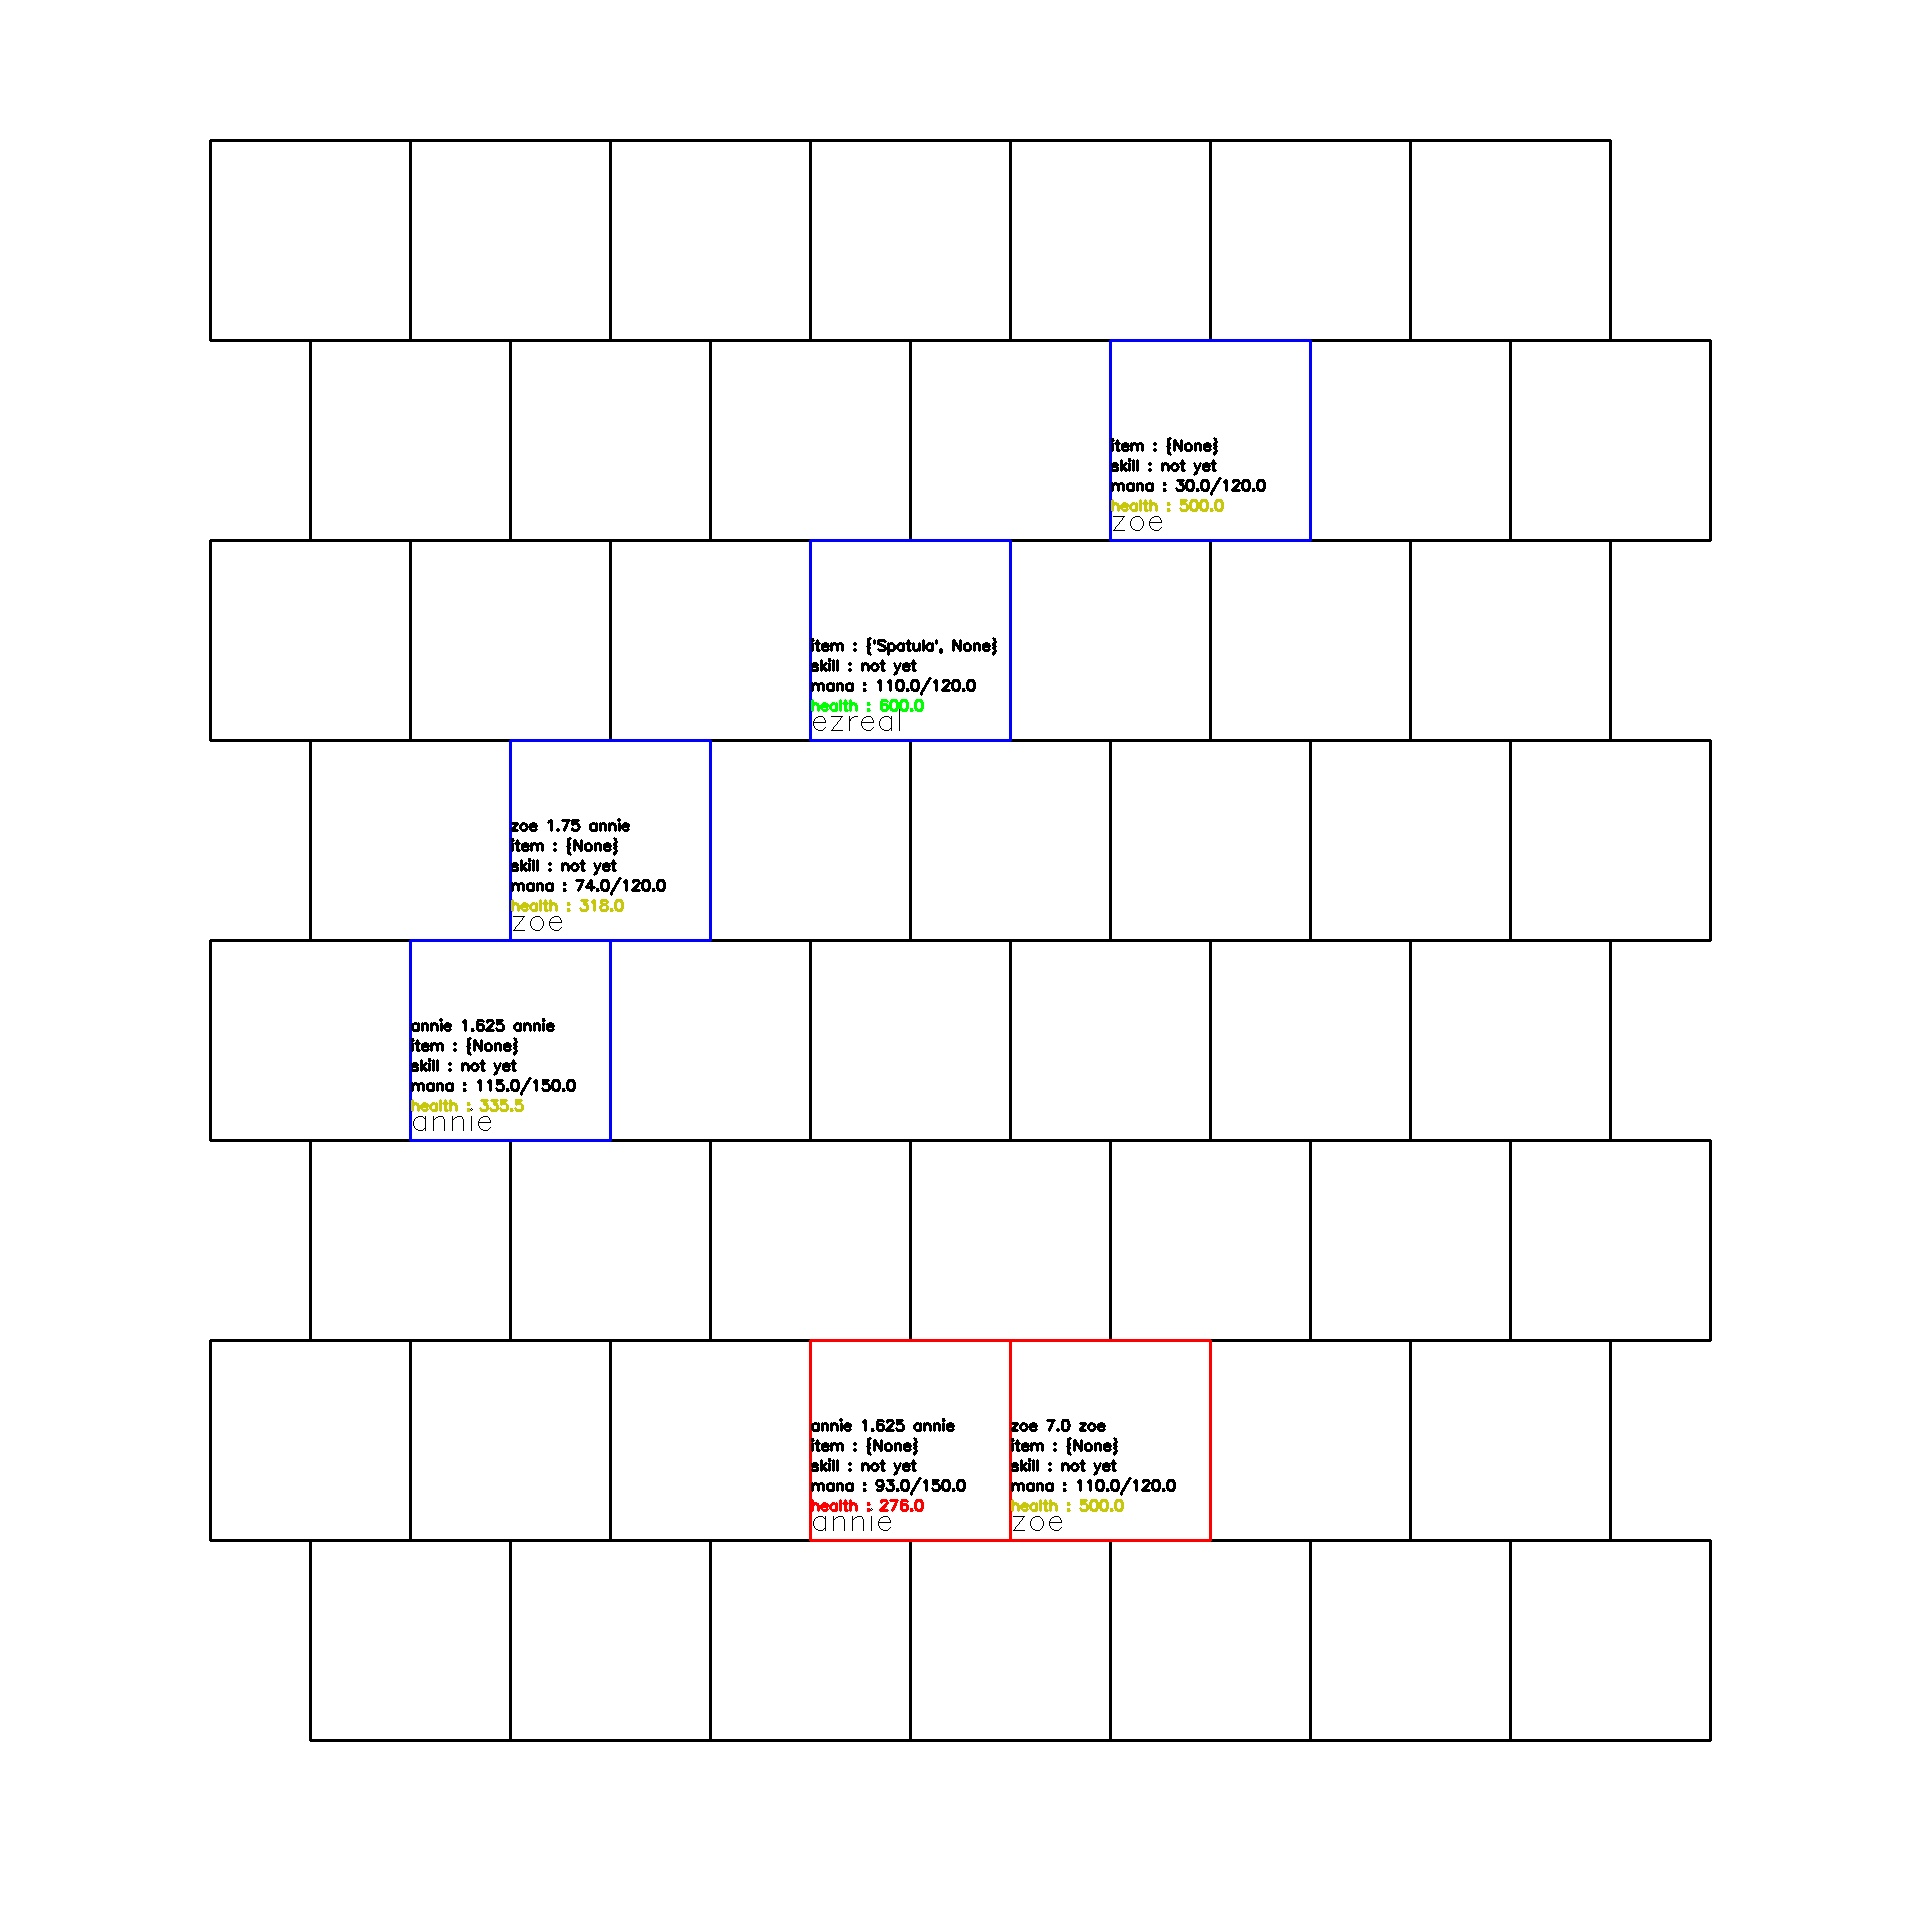 item : {None}
skill : not yet
mana : 30.0/120.0
health : 500.0
zoe
item : {'Spatula', None}
skill : not yet
mana : 110.0/120.0
health : 600.0
ezreal
zoe 1.75 annie
item : {None}
skill : not yet
mana : 74.0/120.0
health : 318.0
zoe
annie 1.625 annie
item : {None}
skill : not yet
mana : 115.0/150.0
health : 335.5
annie
annie 1.625 annie
item : {None}
skill : not yet
mana : 93.0/150.0
health : 276.0
annie
zoe 7.0 zoe
item : {None}
skill : not yet
mana : 110.0/120.0
health : 500.0
zoe